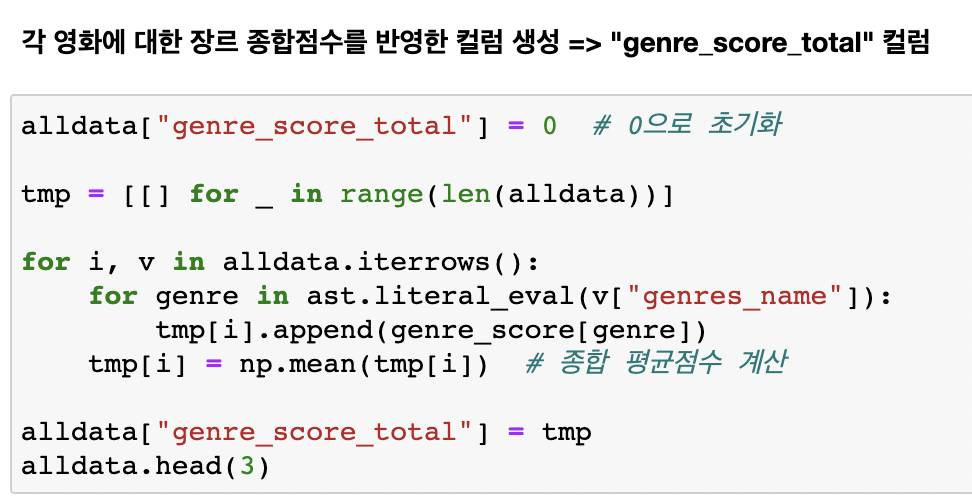 각 영화에 대한 장르 종합점수를 반영한 컬럼 생성 => "genre_score_total" 컬럼
alldata["genre_score_total"] = 0  # 0으로 초기화
tmp = [[] for _ in range(len(alldata))]
for i, v in alldata.iterrows():
    for genre in ast.literal_eval(v["genres_name"]):
        tmp[i].append(genre_score[genre])
    tmp[i] = np.mean(tmp[i])  # 종합 평균점수 계산
alldata["genre_score_total"] = tmp
alldata.head(3)